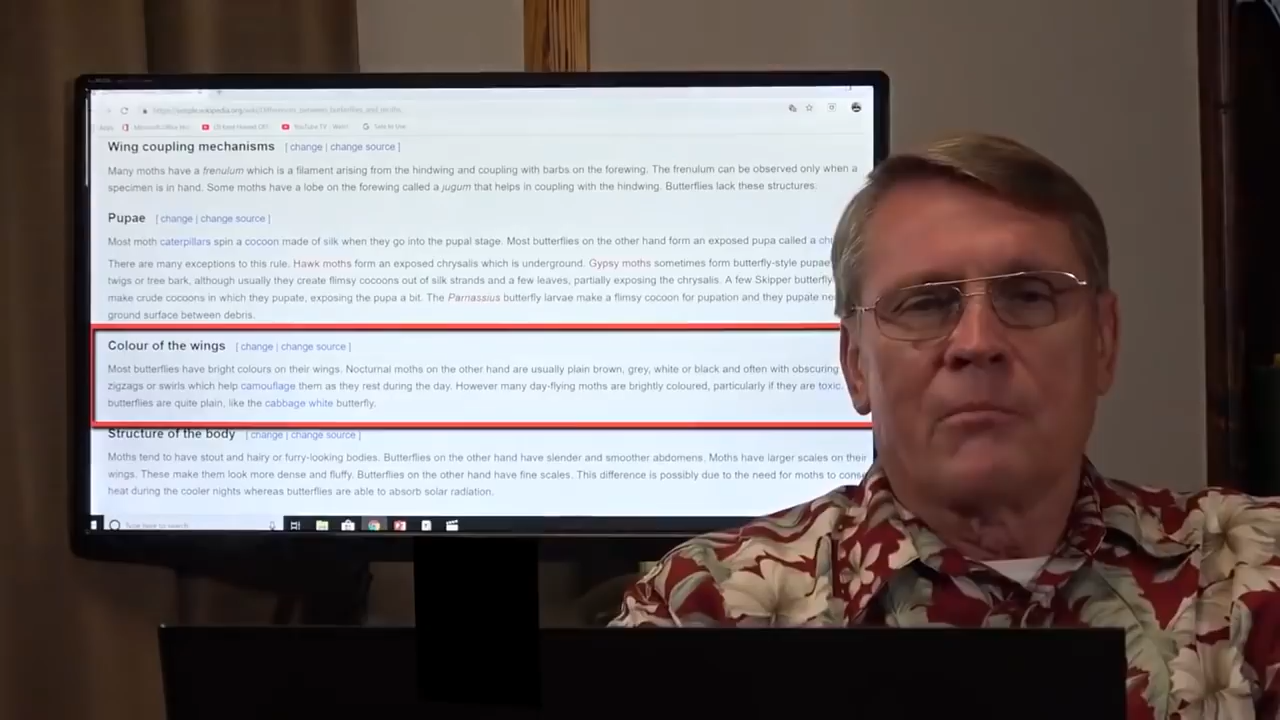 Apps Microsoft Office Ho YouTube TV - Watch
Wing coupling mechanisms [ change | change source ]
Many moths have a frenulum which is a filament arising from the hindwing and coupling with barbs on the forewing. The frenulum can be observed only when a
specimen is in hand. Some moths have a lobe on the forewing called a jugum that helps in coupling with the hindwing. Butterflies lack these structures.
Pupae [ change | change source ]
Most moth caterpillars spin a cocoon made of silk when they go into the pupal stage. Most butterflies on the other hand form an exposed pupa called a
There are many exceptions to this rule. Hawk moths form an exposed chrysalis which is underground. Gypsy moths sometimes form butterfly-style pupae
twigs or tree bark, although usually they create flimsy cocoons out of silk strands and a few leaves, partially exposing the chrysalis. A few Skipper butterfly
make crude cocoons in which they pupate, exposing the pupa a bit. The Parnassius butterfly larvae make a flimsy cocoon for pupation and they pupate
ground surface between debris.
Colour of the wings [ change | change source ]
Most butterflies have bright colours on their wings. Nocturnal moths on the other hand are usually plain brown, grey, white or black and often with obscuring
zigzags or swirls which help camouflage them as they rest during the day. However many day-flying moths are brightly coloured, particularly if they are toxic.
butterflies are quite plain, like the cabbage white butterfly.
Structure of the body [ change | change source ]
Moths tend to have stout and hairy or furry-looking bodies. Butterflies on the other hand have slender and smoother abdomens. Moths have larger scales on their
wings. These make them look more dense and fluffy. Butterflies on the other hand have fine scales. This difference is possibly due to the need for moths to conse
heat during the cooler nights whereas butterflies are able to absorb solar radiation.
Type here to search